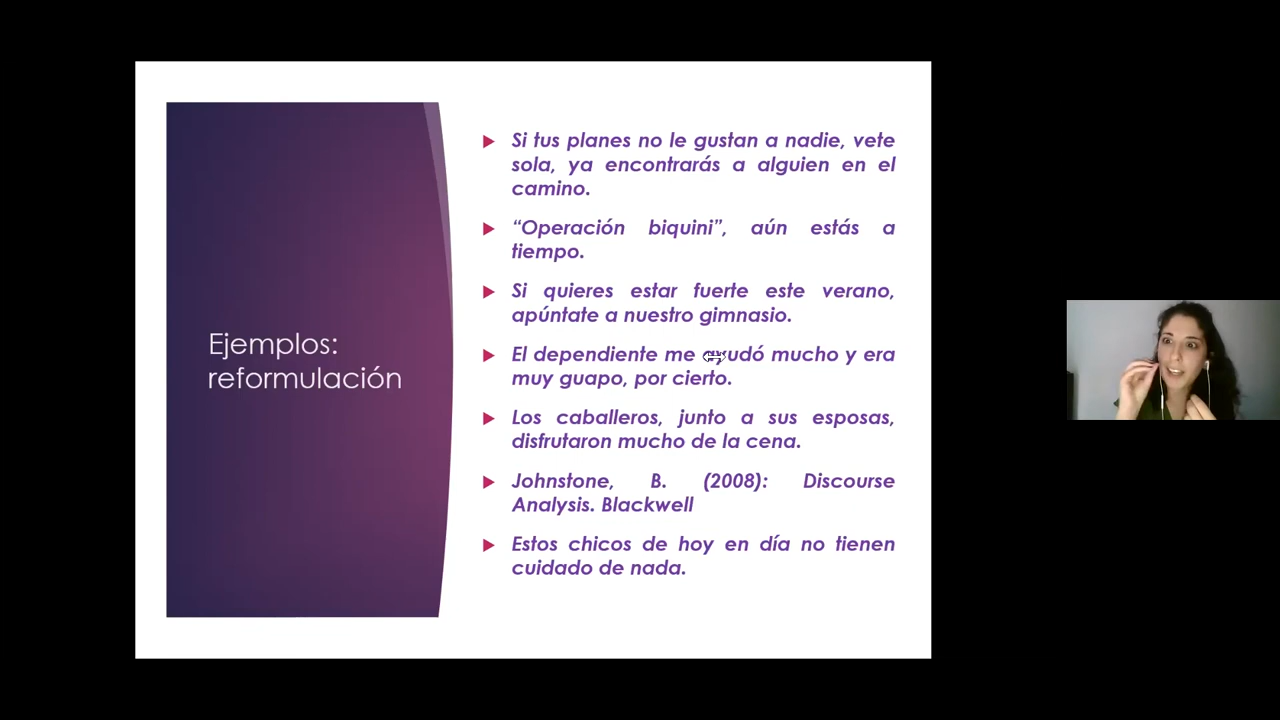 Ejemplos:
reformulación
Si tus planes no le gustan a nadie, vete
sola, ya encontrarás a alguien en el
camino.
“Operación biquini”, aún estás a
tiempo.
Si quieres estar fuerte este verano,
apúntate a nuestro gimnasio.
El dependiente me ayudó mucho y era
muy guapo, por cierto.
Los caballeros, junto a sus esposas,
disfrutaron mucho de la cena.
Johnstone, B. (2008): Discourse
Analysis. Blackwell
Estos chicos de hoy en día no tienen
cuidado de nada.